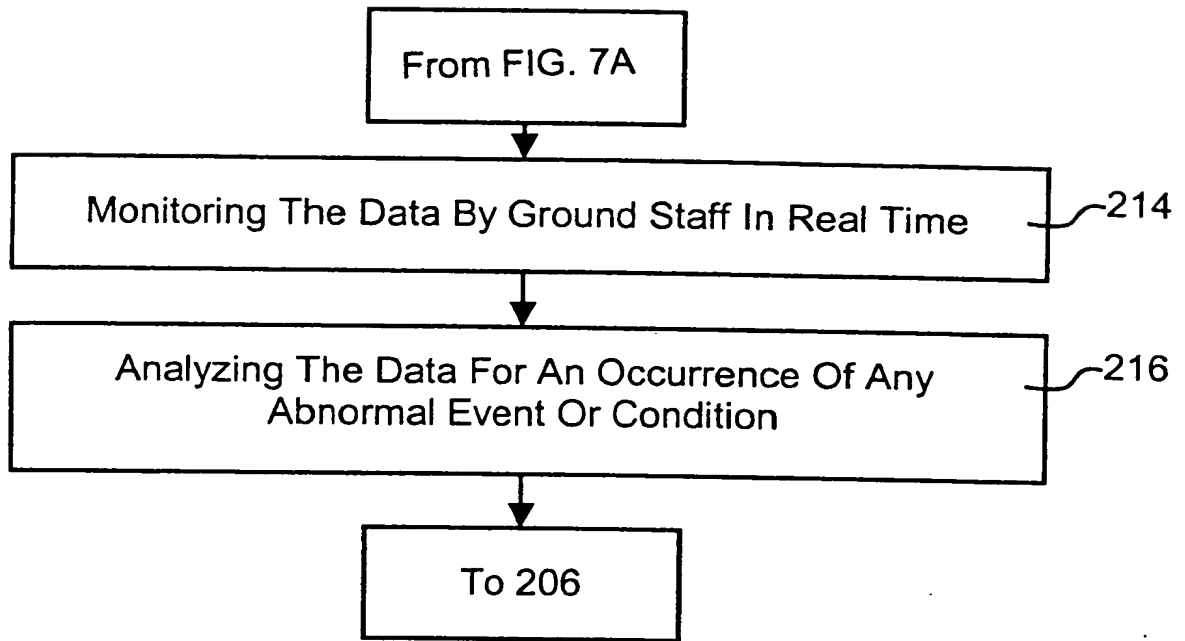 From FIG. 7A
Monitoring The Data By Ground Staff In Real Time
214
Analyzing The Data For An Occurrence Of Any
Abnormal Event Or Condition
216
To 206